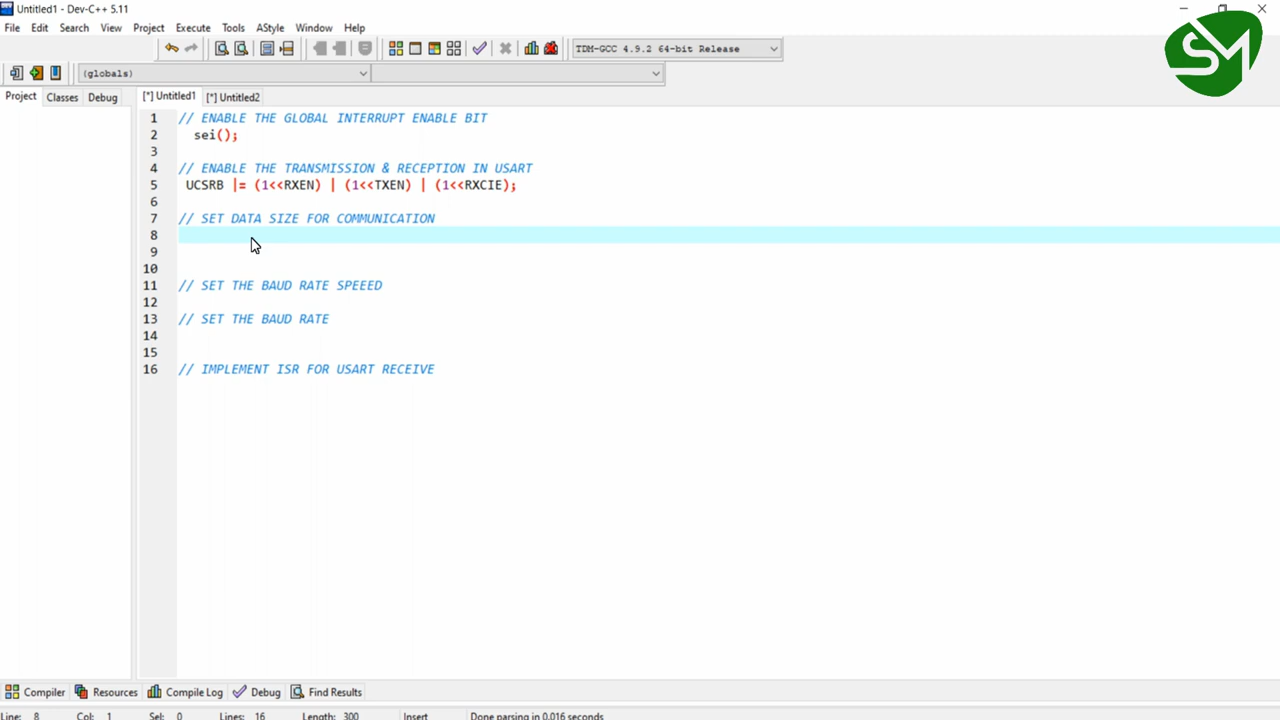 Untitled1 - Dev-C++ 5.11
File Edit Search View Project Execute Tools AStyle Window Help
TDM-GCC 4.9.2 64-bit Release
(globals)
Project Classes Debug [*] Untitled1 [*] Untitled2
1 // ENABLE THE GLOBAL INTERRUPT ENABLE BIT
2 sei();
3
4 // ENABLE THE TRANSMISSION & RECEPTION IN USART
5 UCSRB |= (1<<RXEN) | (1<<TXEN) | (1<<RXCIE);
6
7 // SET DATA SIZE FOR COMMUNICATION
8
9
10
11 // SET THE BAUD RATE SPEEED
12
13 // SET THE BAUD RATE
14
15
16 // IMPLEMENT ISR FOR USART RECEIVE
Compiler Resources Compile Log Debug Find Results
Line: 8 Col: 1 Sel: 0 Lines: 16 Length: 300 Insert Done parsing in 0.016 seconds
SM